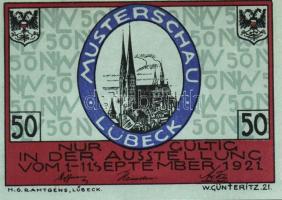 MUSTERSCHAU
LÜBECK
50 50
NUR GÜLTIG
IN DER AUSSTELLUNG
VOM 1-11 SEPTEMBER 1921
H.G. RAHTGENS, LÜBECK. W. GÜNTERITZ. 21.